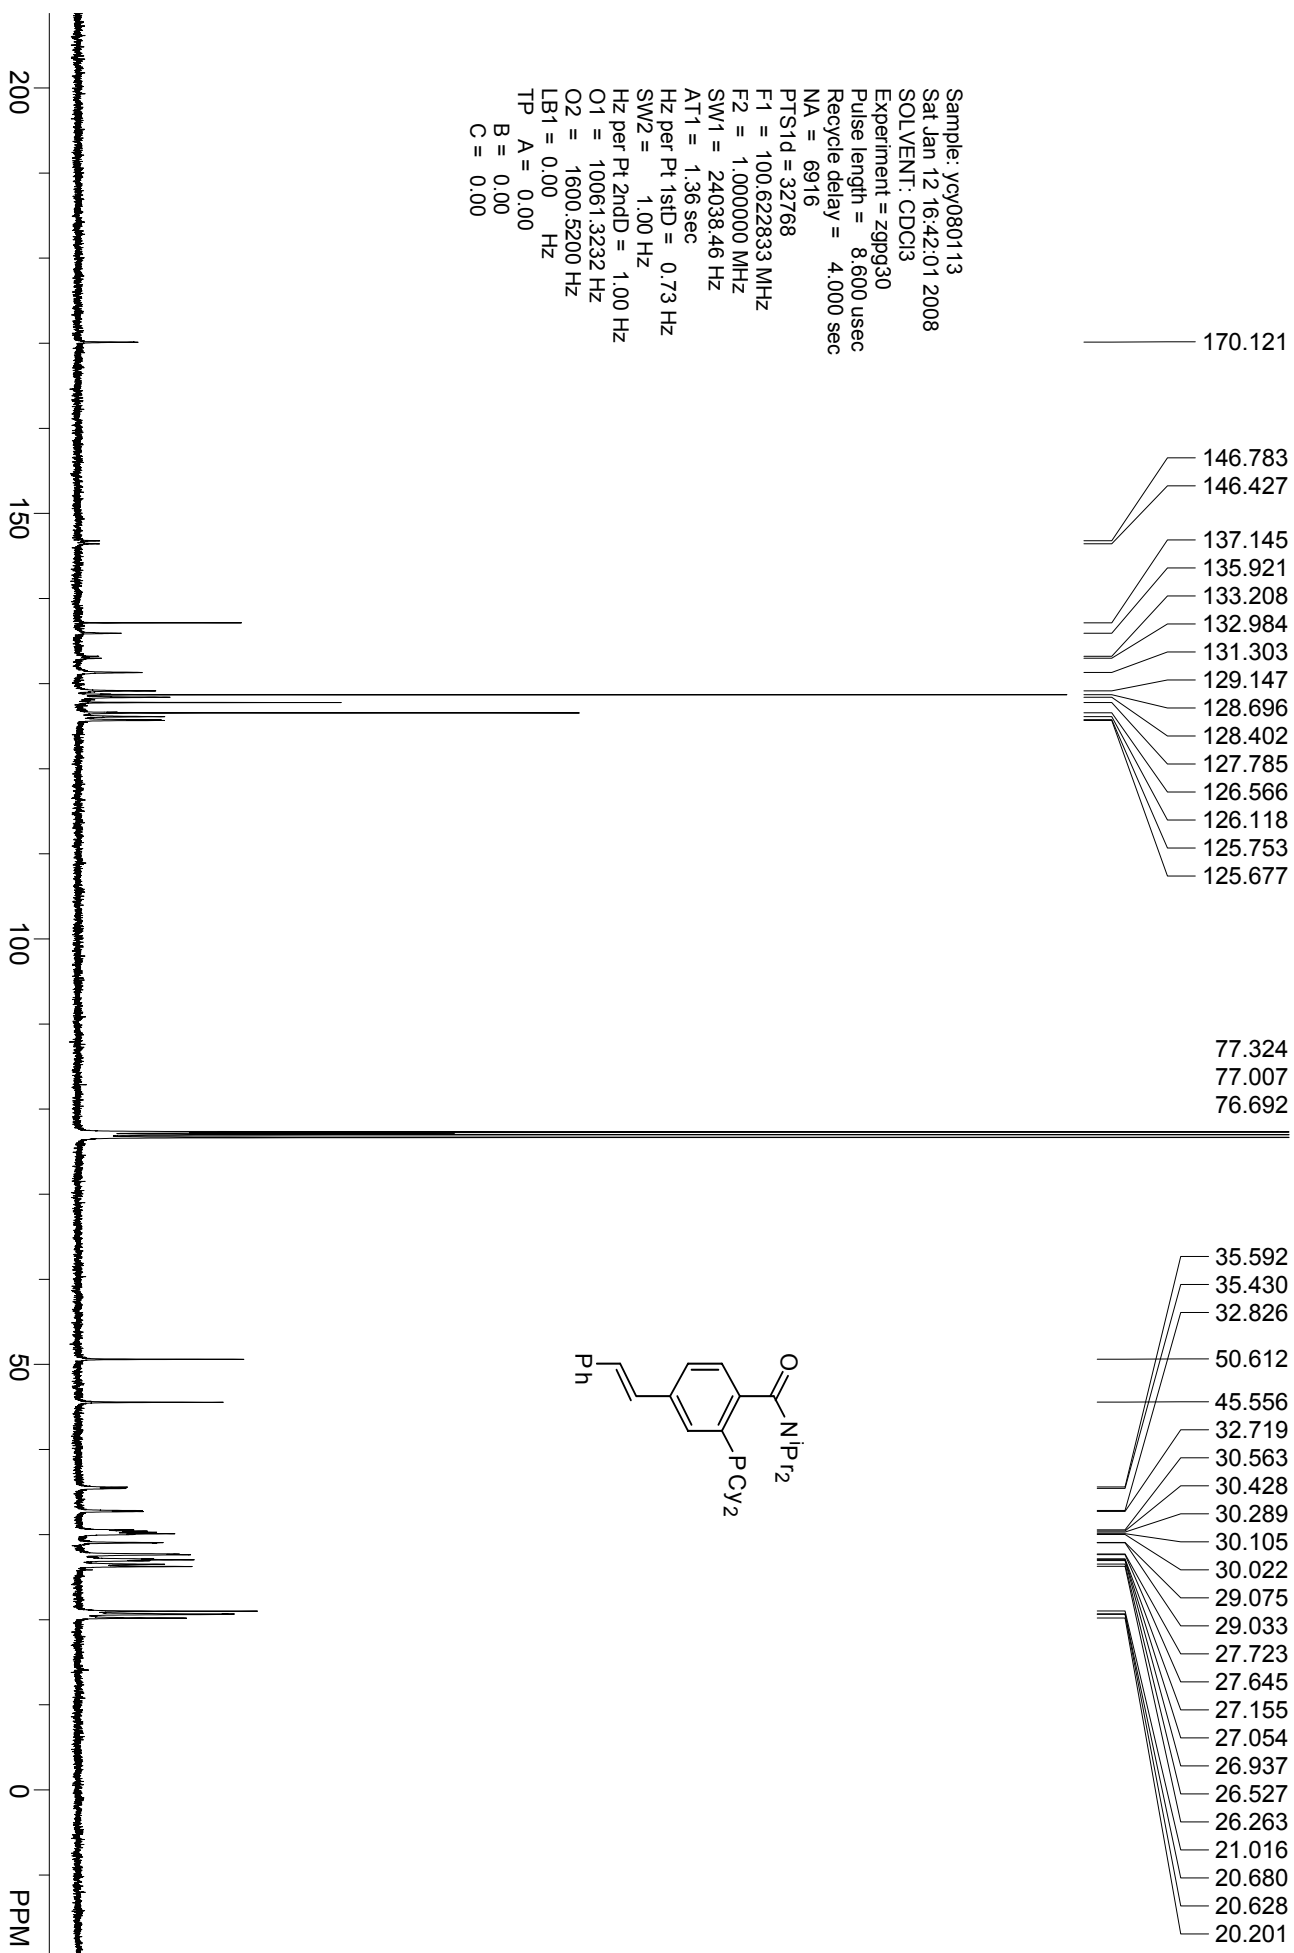 Sample: ycy080113
Sat Jan 12 16:42:01 2008
SOLVENT: CDCl3
Experiment = zgpg30
Pulse length = 8.600 usec
Recycle delay = 4.000 sec
NA = 6916
PTS1d = 32768
F1 = 100.622833 MHz
F2 = 1.000000 MHz
SW1 = 24038.46 Hz
AT1 = 1.36 sec
Hz per Pt 1stD = 0.73 Hz
SW2 = 1.00 Hz
Hz per Pt 2ndD = 1.00 Hz
O1 = 10061.3232 Hz
O2 = 1600.5200 Hz
LB1 = 0.00 Hz
TP A = 0.00
B = 0.00
C = 0.00
170.121
146.783
146.427
137.145
135.921
133.208
132.984
131.303
129.147
128.696
128.402
127.785
126.566
126.118
125.753
125.677
77.324
77.007
76.692
35.592
35.430
32.826
50.612
45.556
32.719
30.563
30.428
30.289
30.105
30.022
29.075
29.033
27.723
27.645
27.155
27.054
26.937
26.527
26.263
21.016
20.680
20.628
20.201
O
NiPr2
PCy2
Ph
200
150
100
50
0
PPM